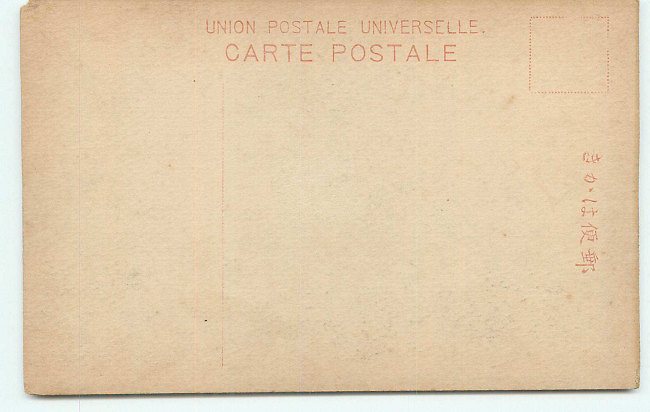 UNION POSTALE UNIVERSELLE.
CARTE POSTALE
郵便はかき